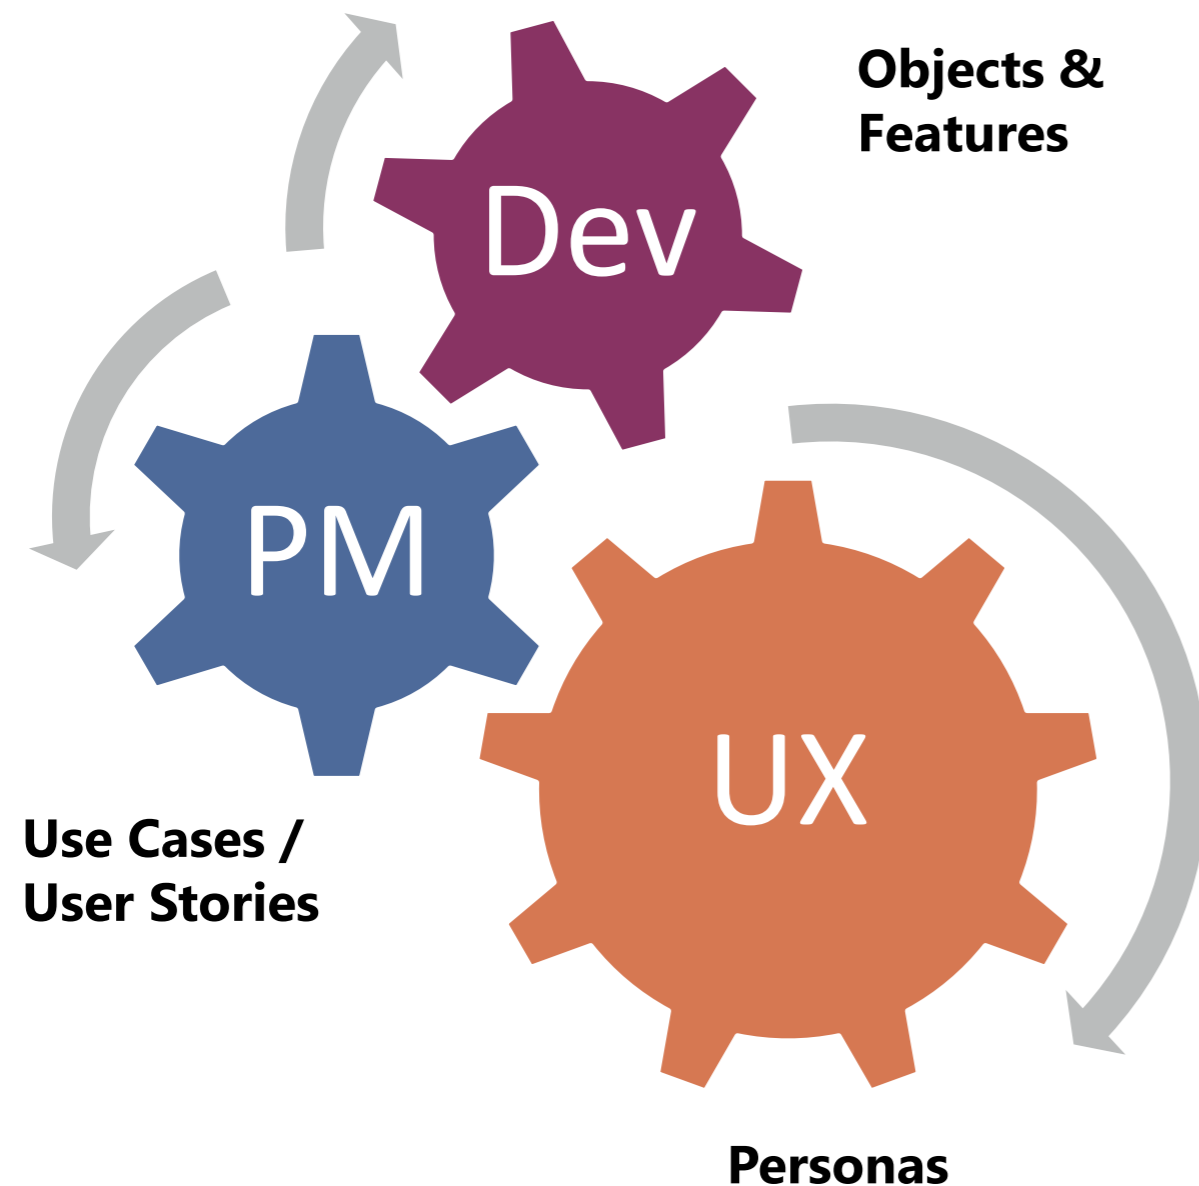 Objects &
Features
Dev
PM
UX
Use Cases /
User Stories
Personas